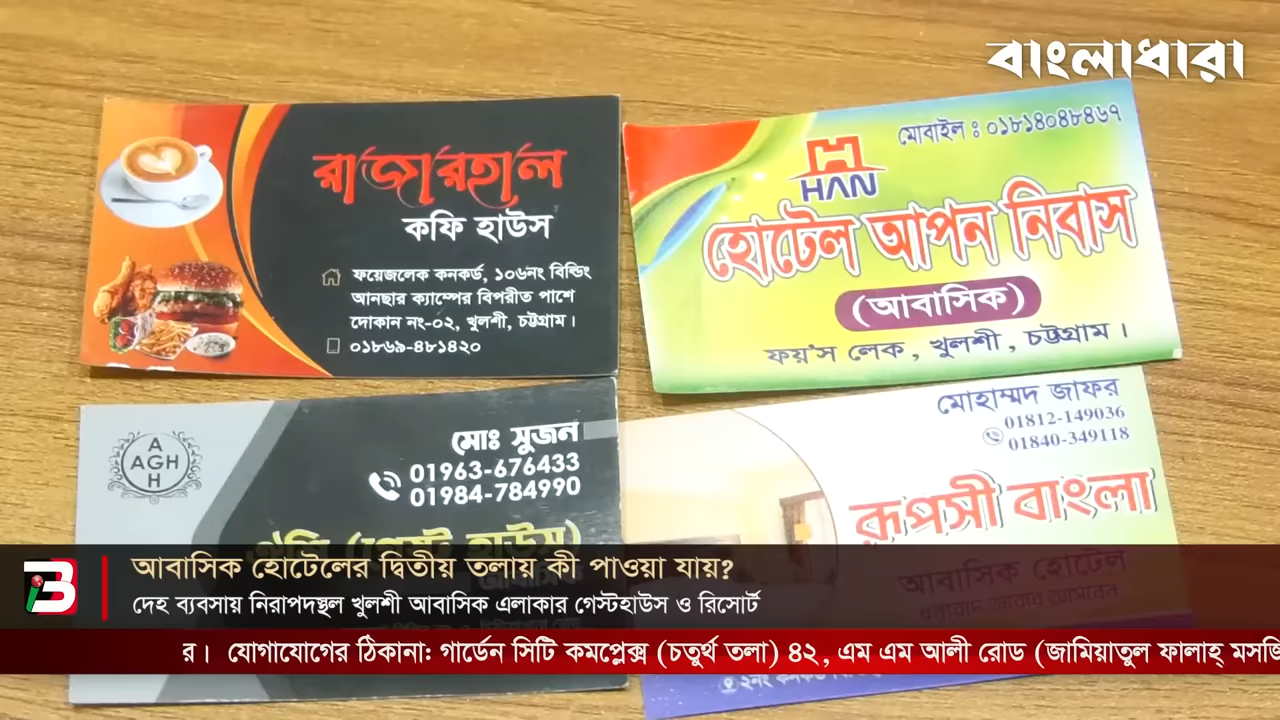 বাংলাধারা
রাজারহাল
কফি হাউস
ফয়েজলেক কনকর্ড, ১০৬নং বিল্ডিং
আনছার ক্যাম্পের বিপরীত পাশে
দোকান নং-০২, খুলশী, চট্টগ্রাম।
০১৮৬৯-৪৮১৪২০
মোবাইল ঃ ০১৮১৪০৪৮৪৬৭
HAN
হোটেল আপন নিবাস
(আবাসিক)
ফয়'স লেক, খুলশী, চট্টগ্রাম।
A
AGH
H
মোঃ সুজন
01963-676433
01984-784990
(গেস্ট হাউস)
মোহাম্মদ জাফর
01812-149036
01840-349118
রূপসী বাংলা
আবাসিক হোটেল
B
আবাসিক হোটেলের দ্বিতীয় তলায় কী পাওয়া যায়?
দেহ ব্যবসায় নিরাপদস্থল খুলশী আবাসিক এলাকার গেস্টহাউস ও রিসোর্ট
র। যোগাযোগের ঠিকানা: গার্ডেন সিটি কমপ্লেক্স (চতুর্থ তলা) ৪২, এম এম আলী রোড (জামিয়াতুল ফালাহ্ মসজি